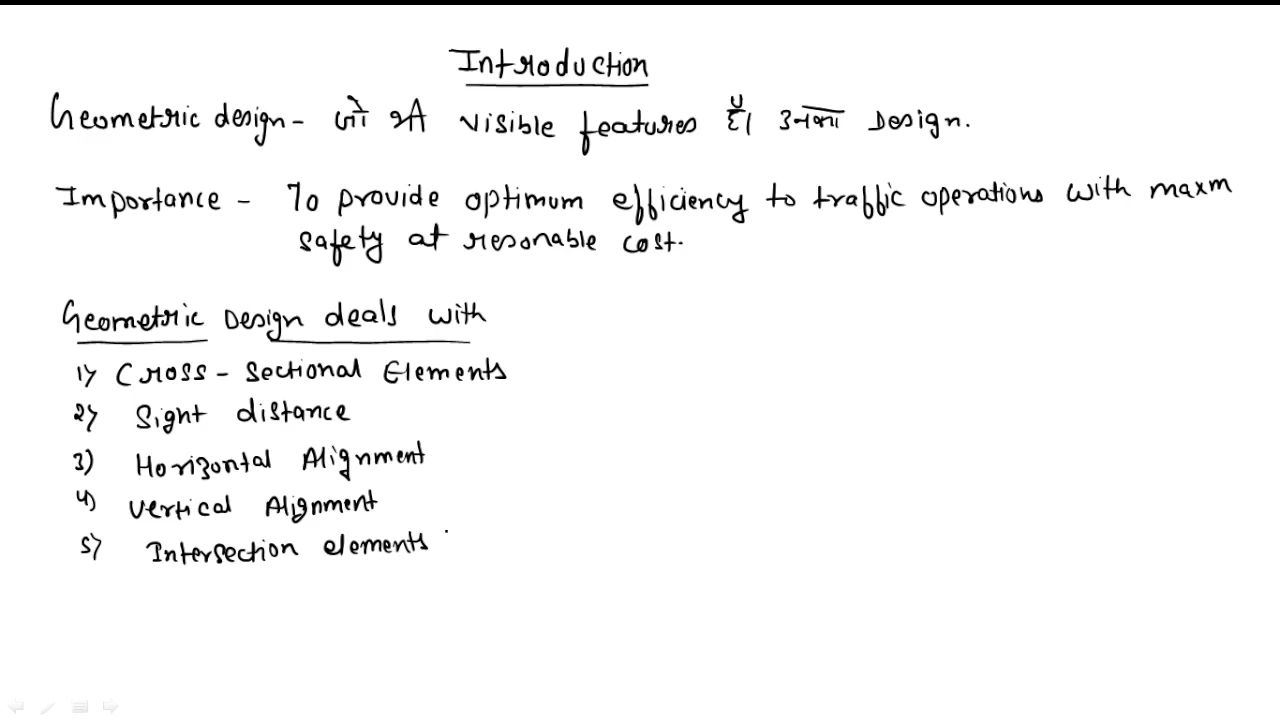 Introduction
Geometric design - जो भी visible features हैं। उनका Design.
Importance - To provide optimum efficiency to traffic operations with maxm
safety at resonable cost.
Geometric Design deals with
1) Cross - Sectional Elements
2) Sight distance
3) Horizontal Alignment
4) Vertical Alignment
5) Intersection elements